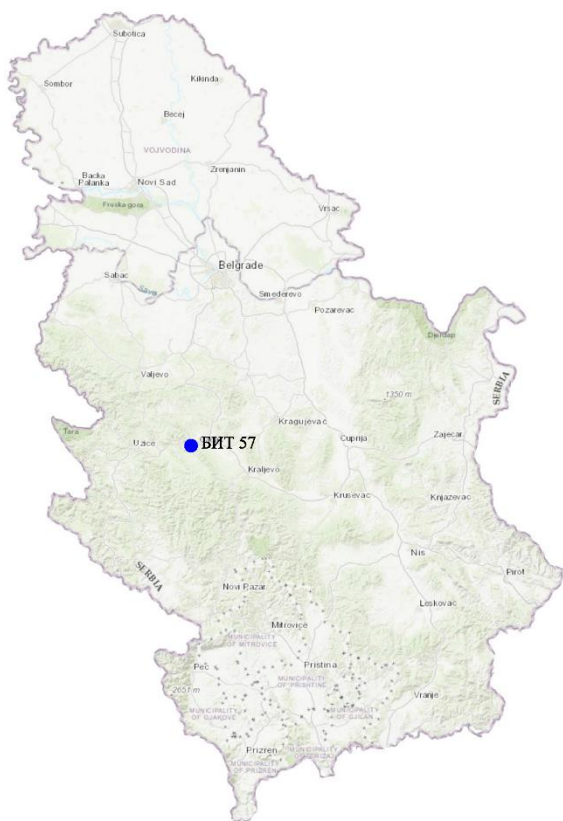 Subotica
Sombor
Kikinda
Becej
VOJVODINA
Backa
Palanka
Novi Sad
Zrenjanin
Fruska gora
Vrsac
Belgrade
Sabac
Sava
Smederevo
Pozarevac
Djerdap
Valjevo
1350 m
SERBIA
Kragujevac
Tara
Uzice
БИТ 57
Cuprija
Zajecar
Kraljevo
Krusevac
Knjazevac
Nis
SERBIA
Pirot
Novi Pazar
Leskovac
Mitrovice
MUNICIPALITY
OF MITROVICE
Pec
Pristina
2651 m
MUNICIPALITY
OF PRISHTINE
Vranje
MUNICIPALITY
OF GJAKOVE
MUNICIPALITY
OF GJILAN
Prizren
MUNICIPALITY
MUNICIPALITY
OF PRIZREN